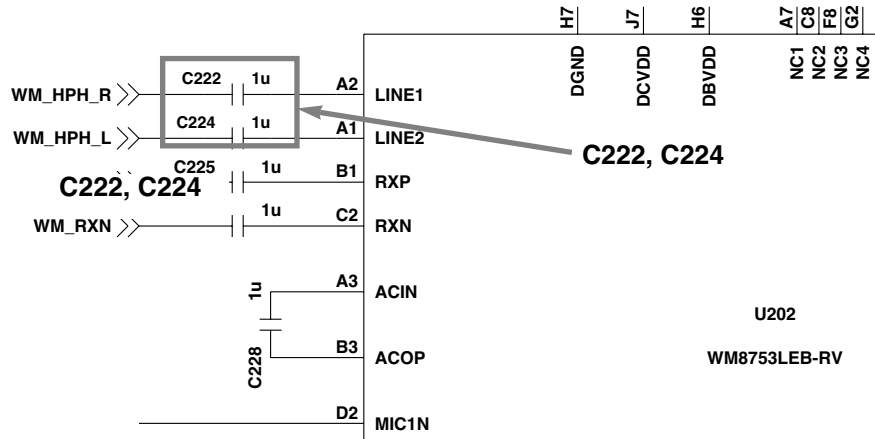 H7 J7 H6 A7 C8 F8 G2
DGND DCVDD DBVDD NC1 NC2 NC3 NC4
C222 1u A2
WM_HPH_R LINE1
C224 1u A1
WM_HPH_L LINE2
C222, C224
C225 1u B1
C222, C224 RXP
1u C2
WM_RXN RXN
1u A3 ACIN
U202
C228 B3 ACOP
WM8753LEB-RV
D2
MIC1N